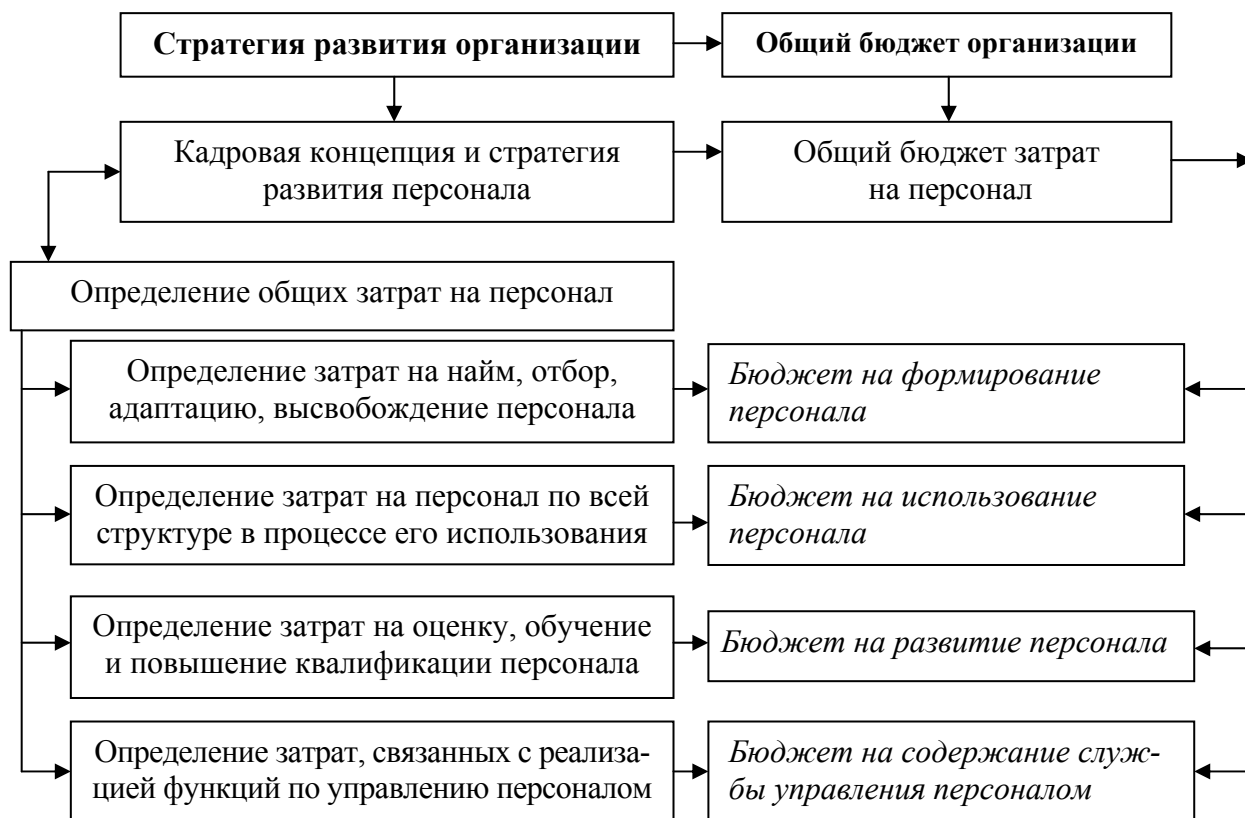 Стратегия развития организации
Общий бюджет организации
Кадровая концепция и стратегия
развития персонала
Общий бюджет затрат
на персонал
Определение общих затрат на персонал
Определение затрат на найм, отбор,
адаптацию, высвобождение персонала
Бюджет на формирование
персонала
Определение затрат на персонал по всей
структуре в процессе его использования
Бюджет на использование
персонала
Определение затрат на оценку, обучение
и повышение квалификации персонала
Бюджет на развитие персонала
Определение затрат, связанных с реализа-
цией функций по управлению персоналом
Бюджет на содержание служ-
бы управления персоналом